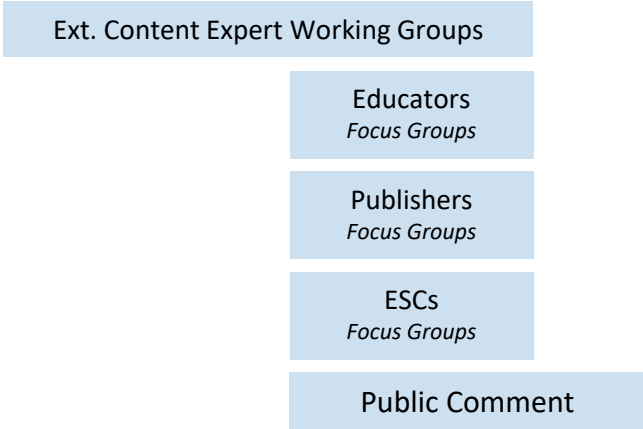 Ext. Content Expert Working Groups
Educators
Focus Groups
Publishers
Focus Groups
ESCs
Focus Groups
Public Comment